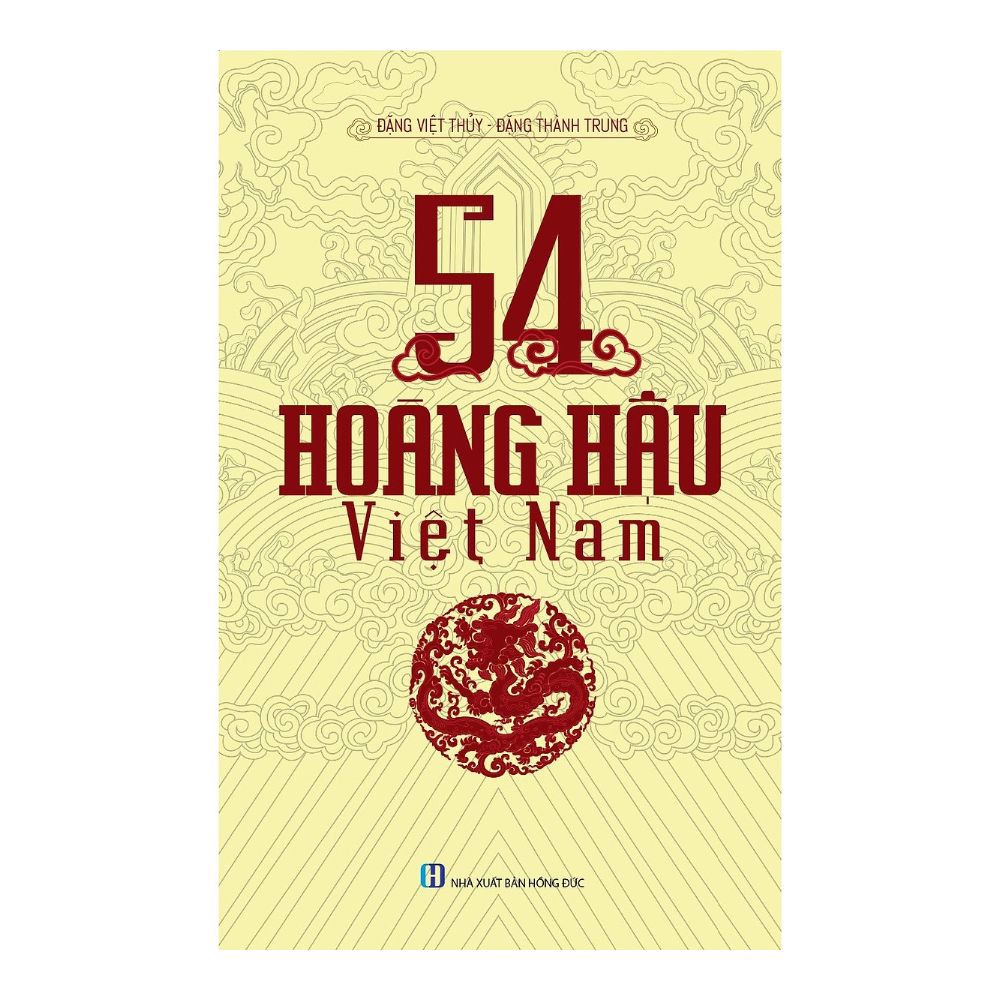 ĐẶNG VIỆT THỦY - ĐẶNG THÀNH TRUNG
54
HOÀNG HẬU
Việt Nam
NHÀ XUẤT BẢN HỒNG ĐỨC